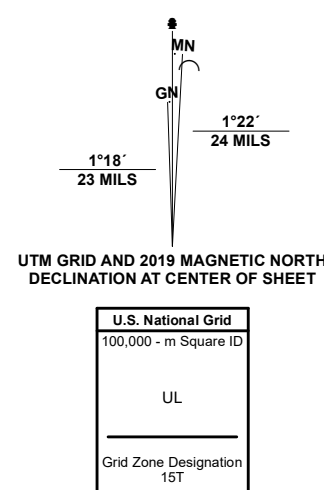 MN
GN
1°22´
24 MILS
1°18´
23 MILS
UTM GRID AND 2019 MAGNETIC NORTH
DECLINATION AT CENTER OF SHEET
U.S. National Grid
100,000 - m Square ID
UL
Grid Zone Designation
15T